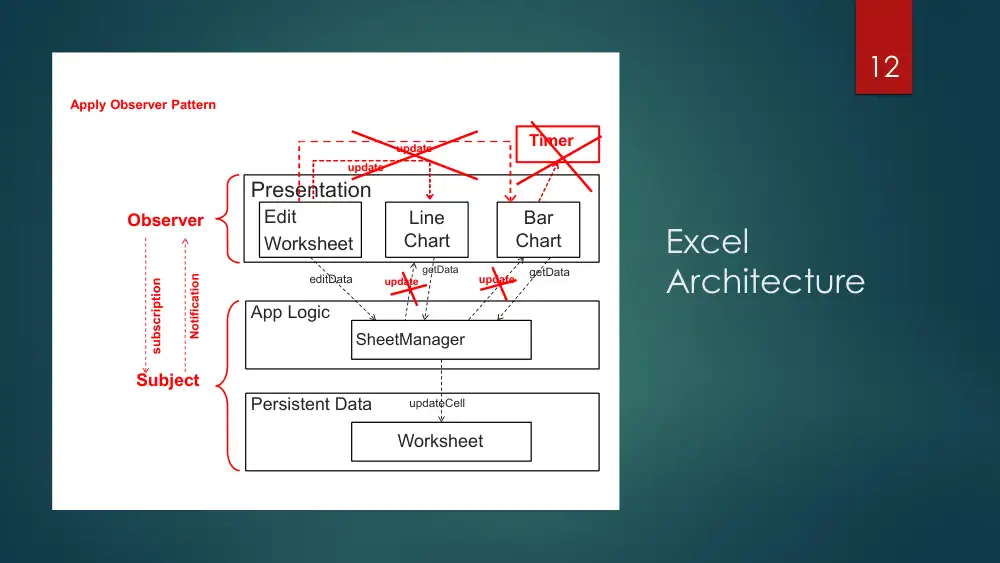 12
Apply Observer Pattern
Timer
update
update
Presentation
Edit
Worksheet
Line
Chart
Bar
Chart
Observer
editData
update
getData
update
getData
subscription
Notification
App Logic
SheetManager
Subject
Persistent Data
updateCell
Worksheet
Excel
Architecture